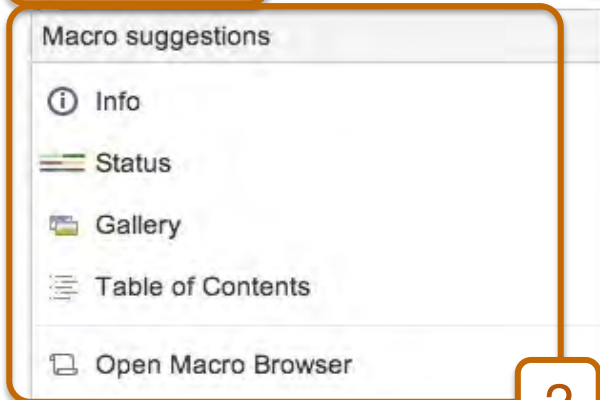 Macro suggestions
Info
Status
Gallery
Table of Contents
Open Macro Browser